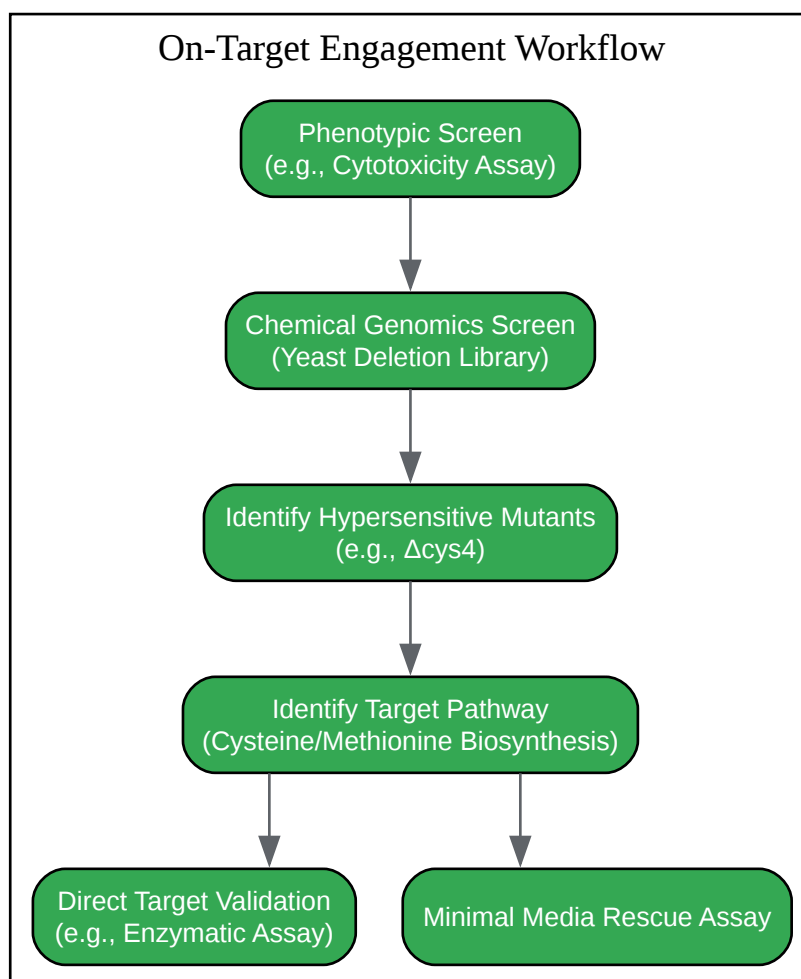 On-Target Engagement Workflow
Phenotypic Screen
(e.g., Cytotoxicity Assay)
Chemical Genomics Screen
(Yeast Deletion Library)
Identify Hypersensitive Mutants
(e.g., Δcys4)
Identify Target Pathway
(Cysteine/Methionine Biosynthesis)
Direct Target Validation
(e.g., Enzymatic Assay)
Minimal Media Rescue Assay